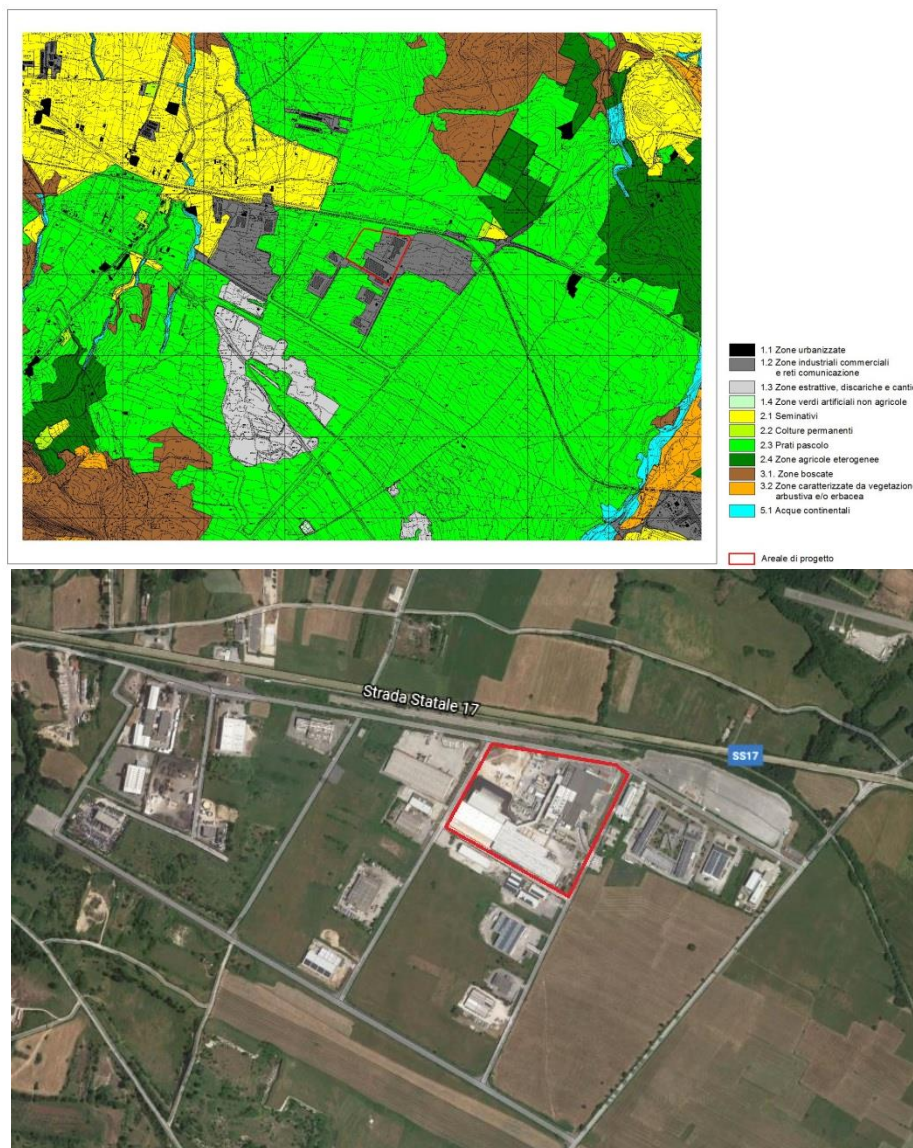 1.1 Zone urbanizzate
1.2 Zone industriali commerciali
e reti comunicazione
1.3 Zone estrattive, discariche e cantie
1.4 Zone verdi artificiali non agricole
2.1 Seminativi
2.2 Colture permanenti
2.3 Prati pascolo
2.4 Zone agricole eterogenee
3.1. Zone boscate
3.2 Zone caratterizzate da vegetazion
arbustiva e/o erbacea
5.1 Acque continentali
Areale di progetto
Strada Statale 17
SS17